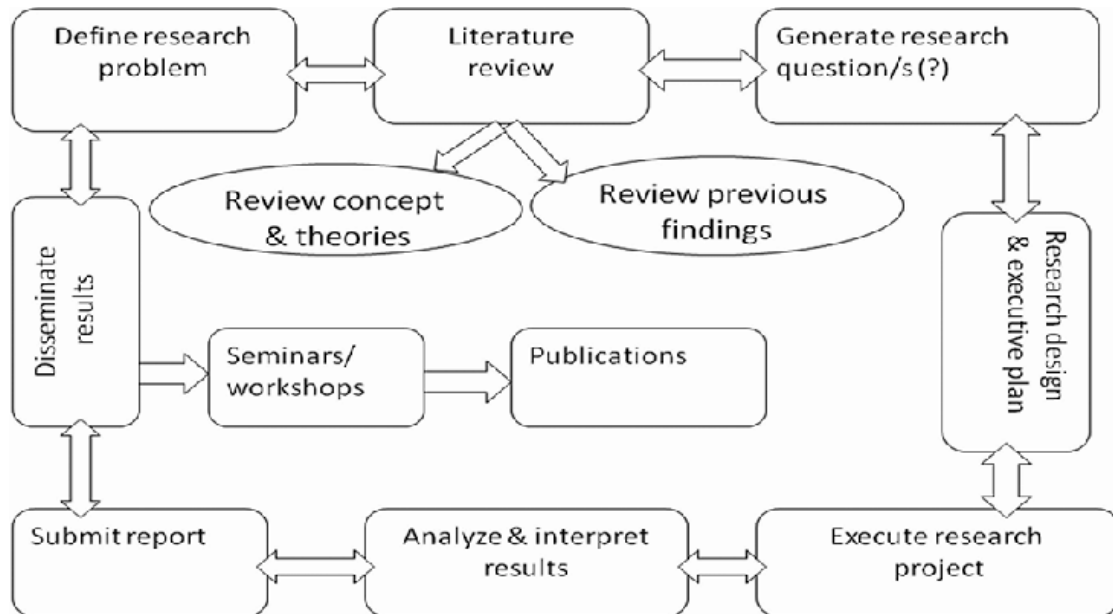 Define research
problem
Literature
review
Generate research
question/s (?)
Review concept
& theories
Review previous
findings
Disseminate
results
Seminars/
workshops
Publications
Research design
& executive plan
Submit report
Analyze & interpret
results
Execute research
project